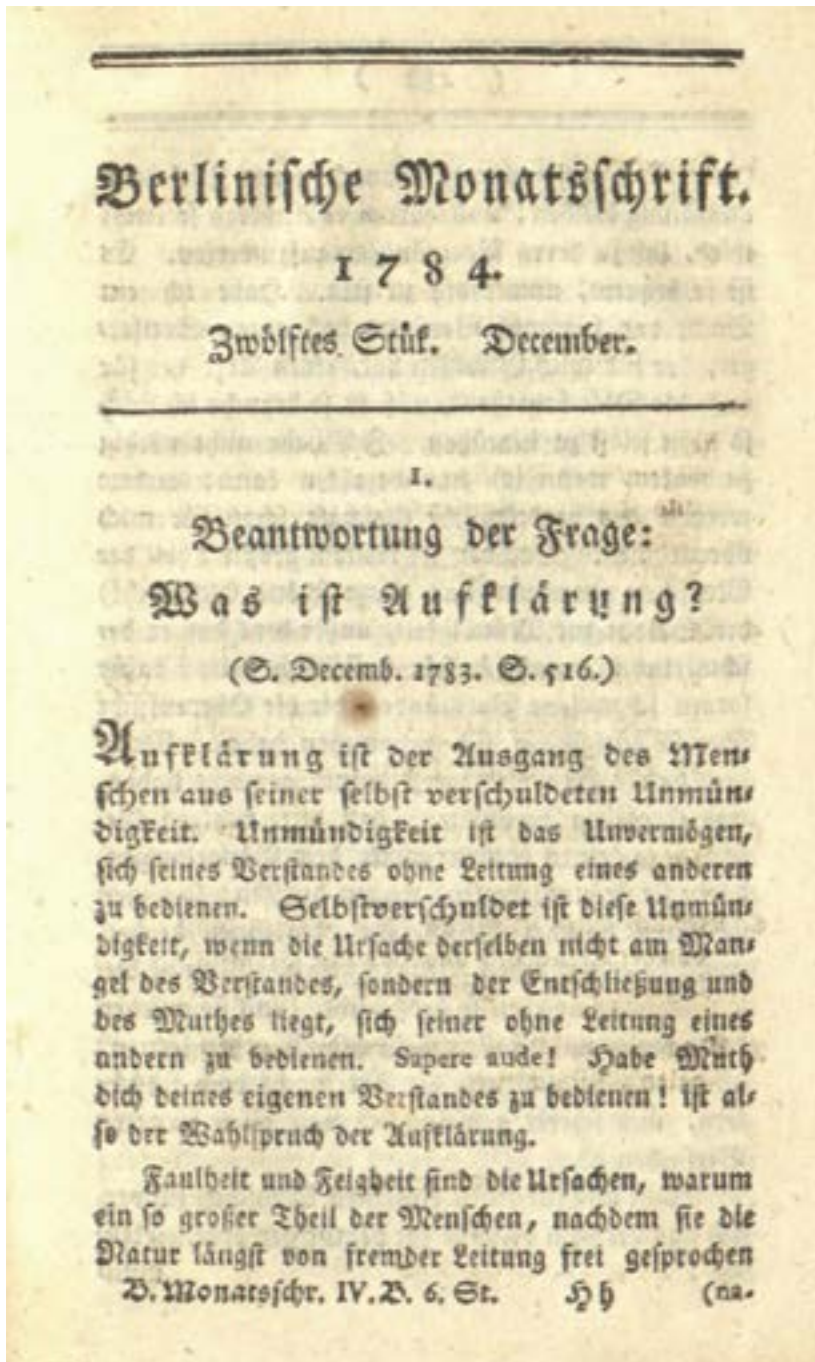 Berlinische Monatsschrift.
1784.
Zwölftes Stük. December.
1.
Beantwortung der Frage:
Was ist Aufklärung?
(S. Decemb. 1783. S. 516.)
Aufklärung ist der Ausgang des Men-
schen aus seiner selbst verschuldeten Unmün-
digkeit. Unmündigkeit ist das Unvermögen,
sich seines Verstandes ohne Leitung eines anderen
zu bedienen. Selbstverschuldet ist diese Unmün-
digkeit, wenn die Ursache derselben nicht am Man-
gel des Verstandes, sondern der Entschließung und
des Muthes liegt, sich seiner ohne Leitung eines
andern zu bedienen. Sapere aude! Habe Muth
dich deines eigenen Verstandes zu bedienen! ist al-
so der Wahlspruch der Aufklärung.
Faulheit und Feigheit sind die Ursachen, warum
ein so großer Theil der Menschen, nachdem sie die
Natur längst von fremder Leitung frei gesprochen
B. Monatsschr. IV. B. 6. St. Hh (na-